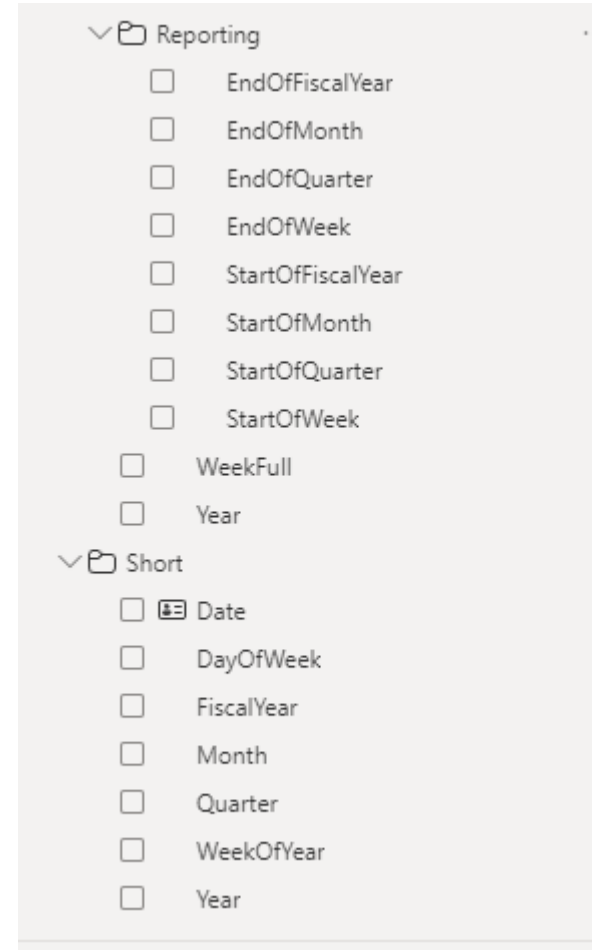 Reporting
EndOfFiscalYear
EndOfMonth
EndOfQuarter
EndOfWeek
StartOfFiscalYear
StartOfMonth
StartOfQuarter
StartOfWeek
WeekFull
Year
Short
Date
DayOfWeek
FiscalYear
Month
Quarter
WeekOfYear
Year